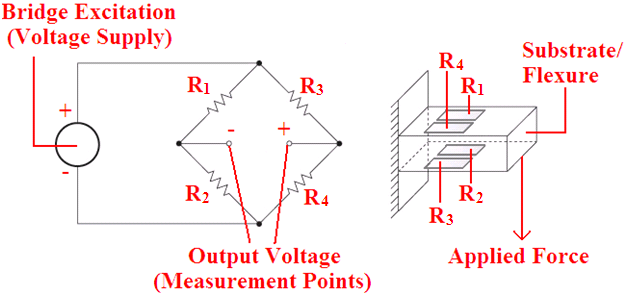 Bridge Excitation
(Voltage Supply)
+
-
R1
R3
-
+
R2
R4
Output Voltage
(Measurement Points)
R4
R1
Substrate/
Flexure
R2
R3
Applied Force